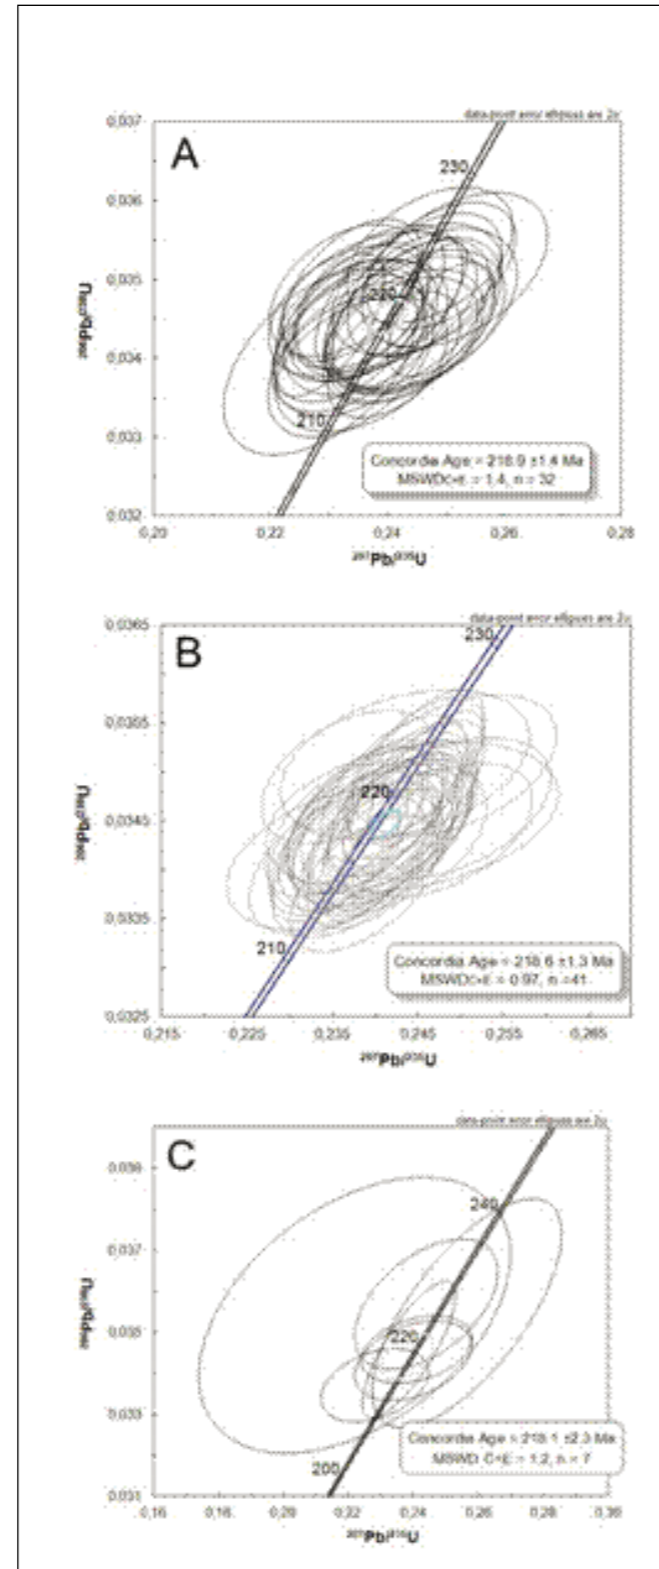 data-point error ellipses are 2σ
0,037
A
230
0,036
0,035
220
206Pb/238U
0,034
210
0,033
Concordia Age = 218.9 ±1.4 Ma
MSWDC+E = 1.4, n = 32
0,032
0,20
0,22
0,24
0,26
0,28
207Pb/235U
data-point error ellipses are 2σ
0,0365
230
B
0,0355
220
0,0345
206Pb/238U
0,0335
210
Concordia Age = 218.6 ±1.3 Ma
MSWDC+E = 0.97, n =41
0,0325
0,215
0,225
0,235
0,245
0,255
0,265
207Pb/235U
data-point error ellipses are 2σ
C
0,039
240
0,037
0,035
220
206Pb/238U
0,033
Concordia Age = 218.1 ±2.3 Ma
MSWD C+E = 1.2, n = 7
200
0,031
0,16
0,18
0,20
0,22
0,24
0,26
0,28
0,30
207Pb/235U